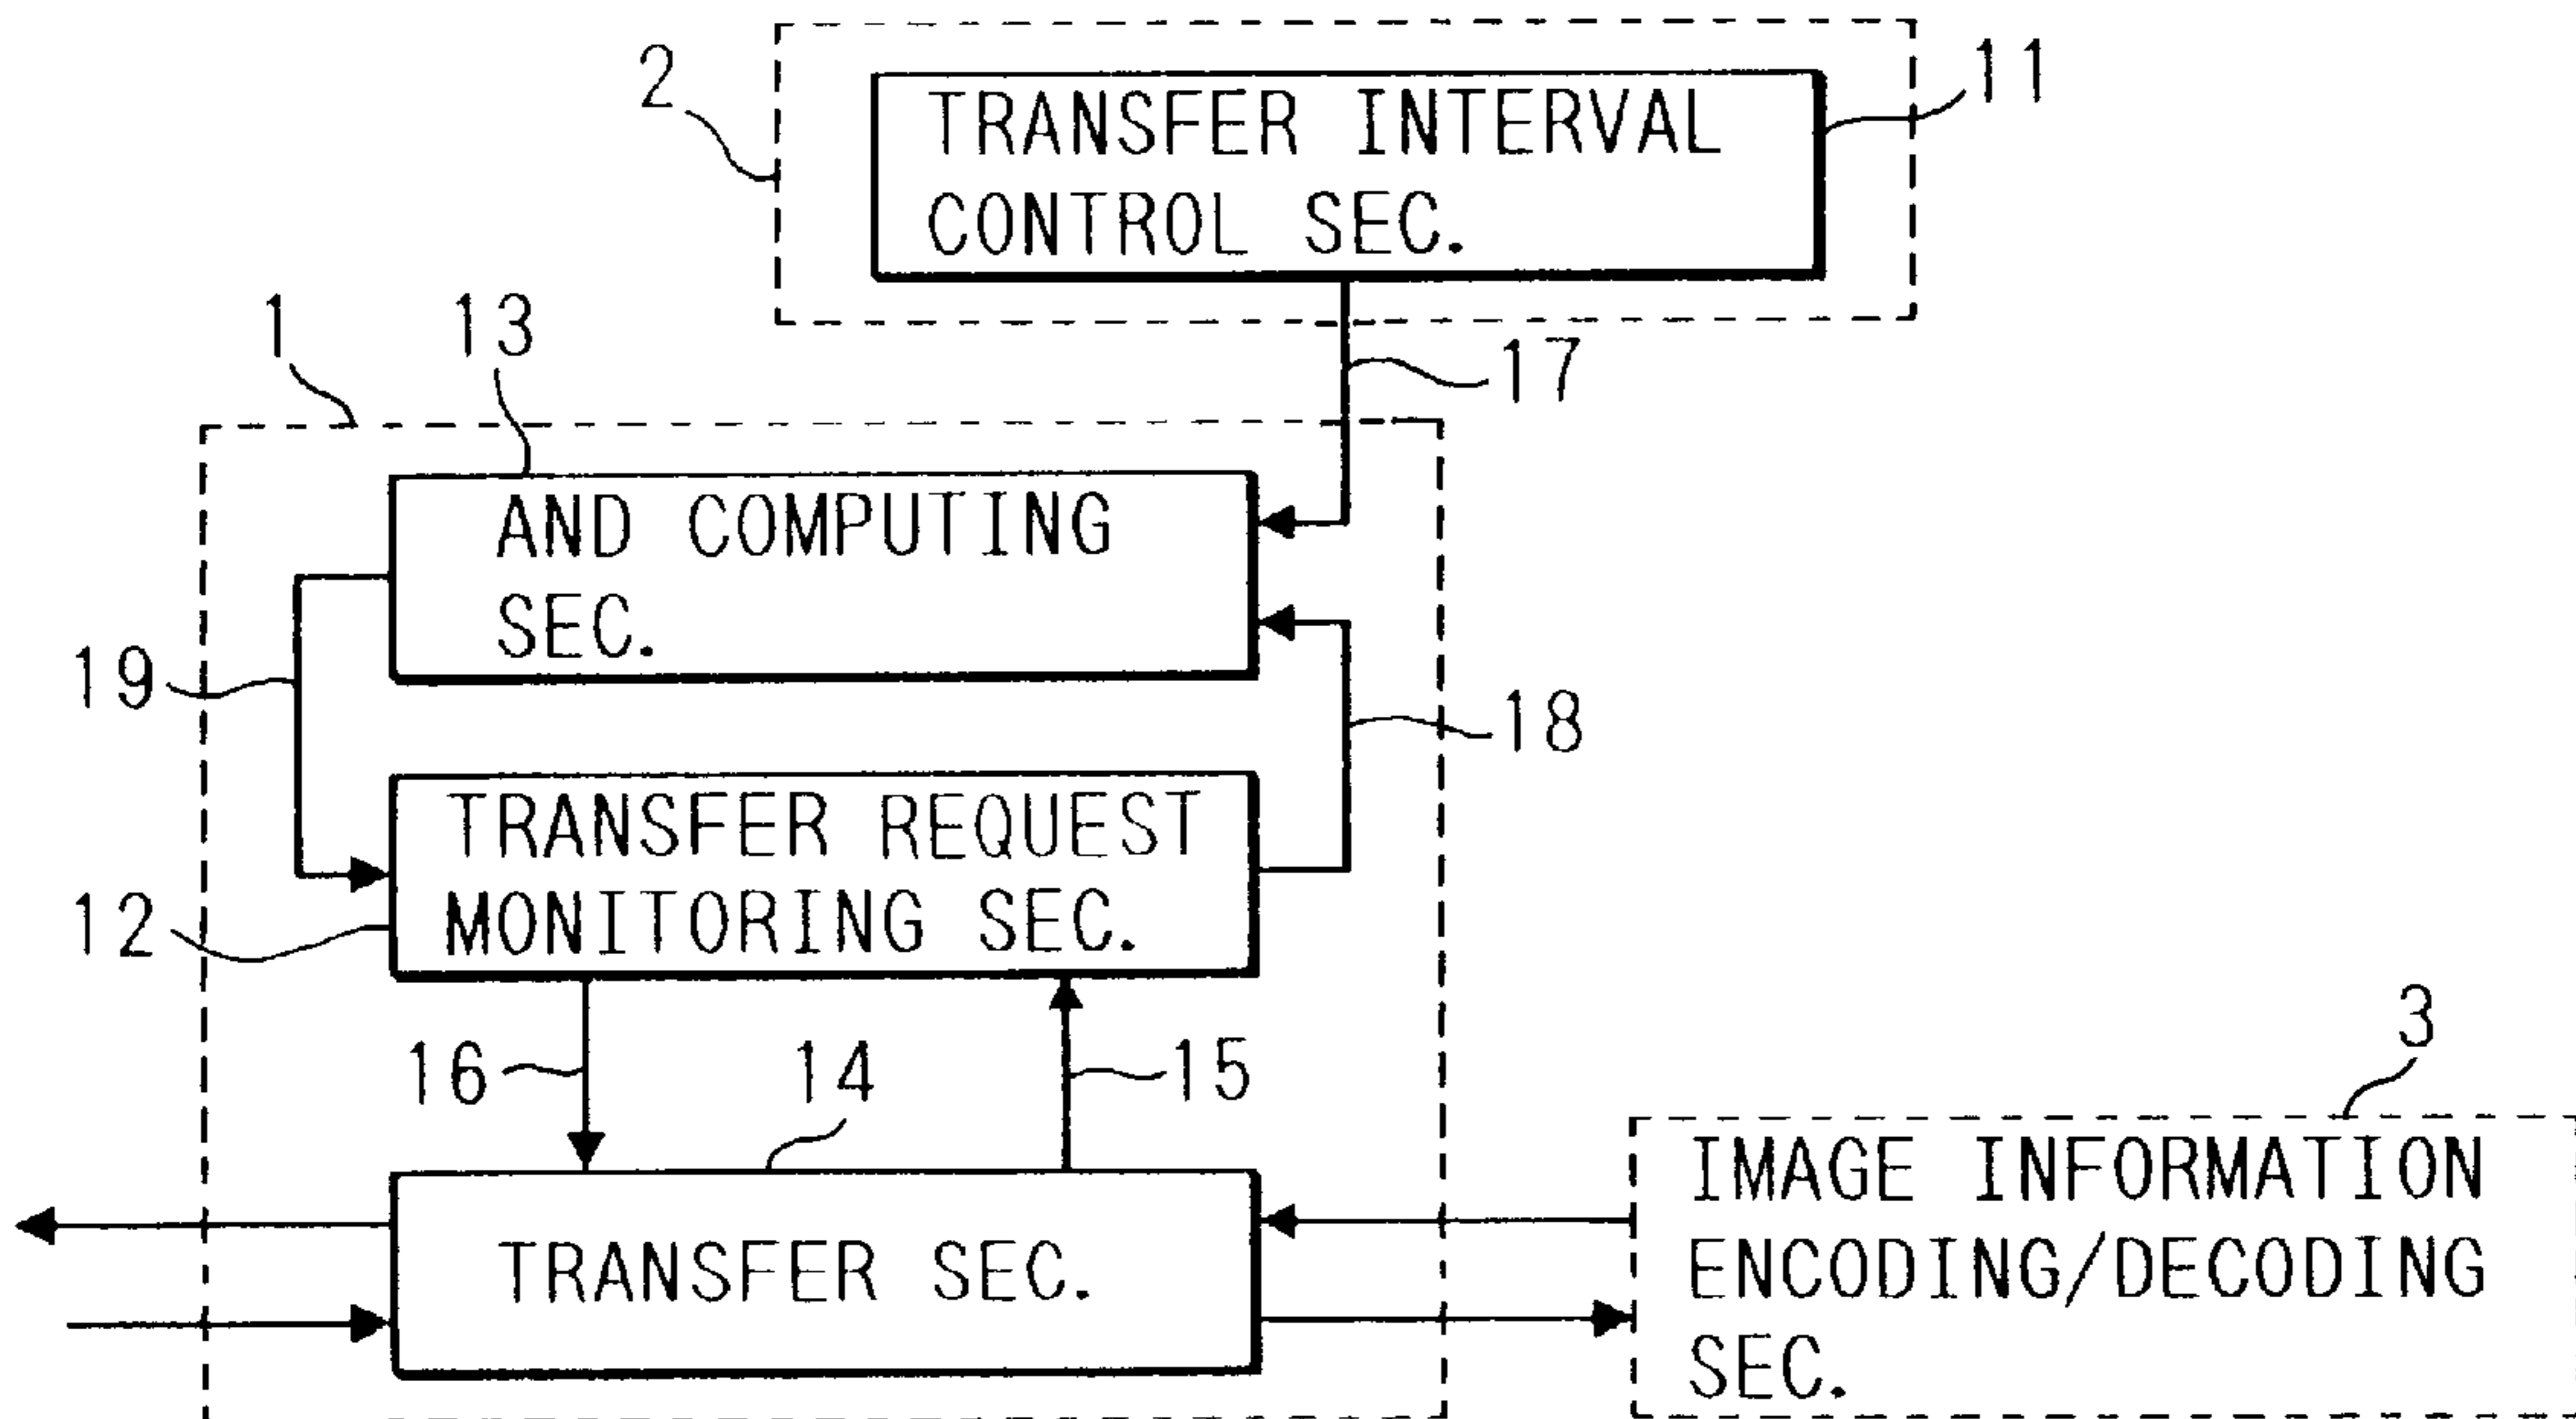 2
TRANSFER INTERVAL
CONTROL SEC.
11
1
13
17
AND COMPUTING
SEC.
19
18
TRANSFER REQUEST
MONITORING SEC.
12
16
14
15
3
TRANSFER SEC.
IMAGE INFORMATION
ENCODING/DECODING
SEC.